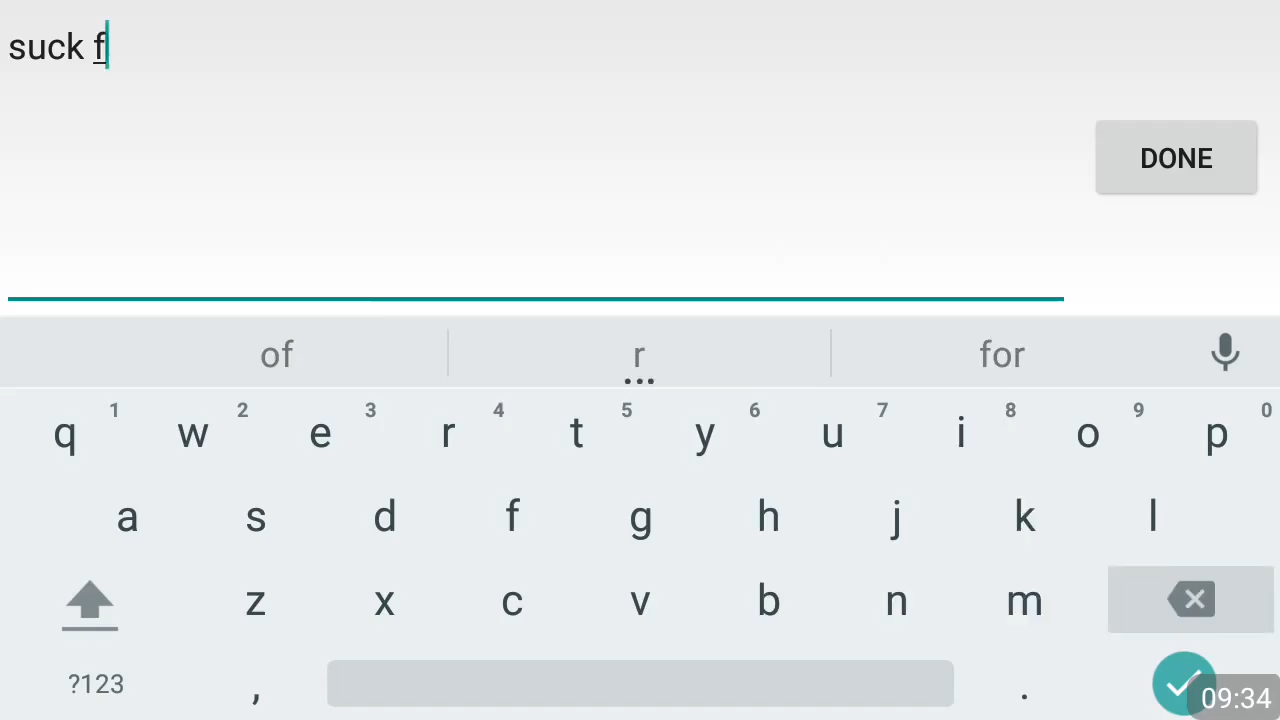 suck f
DONE
of r for
q 1 w 2 e 3 r 4 t 5 y 6 u 7 i 8 o 9 p 0
a s d f g h j k l
z x c v b n m
?123 , .
09:34